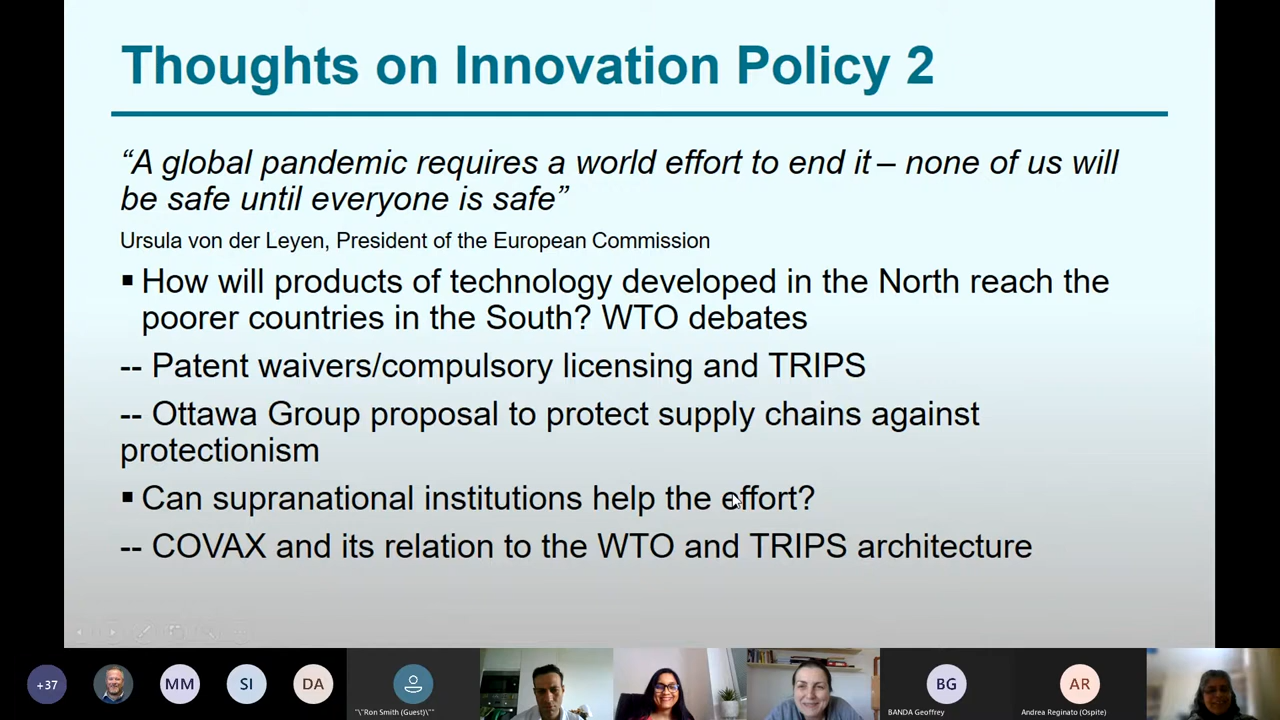 Thoughts on Innovation Policy 2
“A global pandemic requires a world effort to end it – none of us will
be safe until everyone is safe”
Ursula von der Leyen, President of the European Commission
▪ How will products of technology developed in the North reach the
poorer countries in the South? WTO debates
-- Patent waivers/compulsory licensing and TRIPS
-- Ottawa Group proposal to protect supply chains against
protectionism
▪ Can supranational institutions help the effort?
-- COVAX and its relation to the WTO and TRIPS architecture
+37
MM
SI
DA
"\"Ron Smith (Guest)\""
BG
BANDA Geoffrey
AR
Andrea Reginato (Ospite)